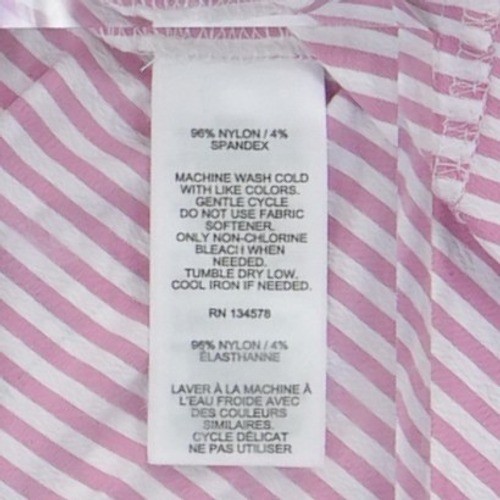 96% NYLON / 4%
SPANDEX
MACHINE WASH COLD
WITH LIKE COLORS.
GENTLE CYCLE
DO NOT USE FABRIC
SOFTENER.
ONLY NON-CHLORINE
BLEACH WHEN
NEEDED.
TUMBLE DRY LOW.
COOL IRON IF NEEDED.
RN 134578
96% NYLON / 4%
ÉLASTHANNE
LAVER À LA MACHINE À
L'EAU FROIDE AVEC
DES COULEURS
SIMILAIRES.
CYCLE DÉLICAT
NE PAS UTILISER